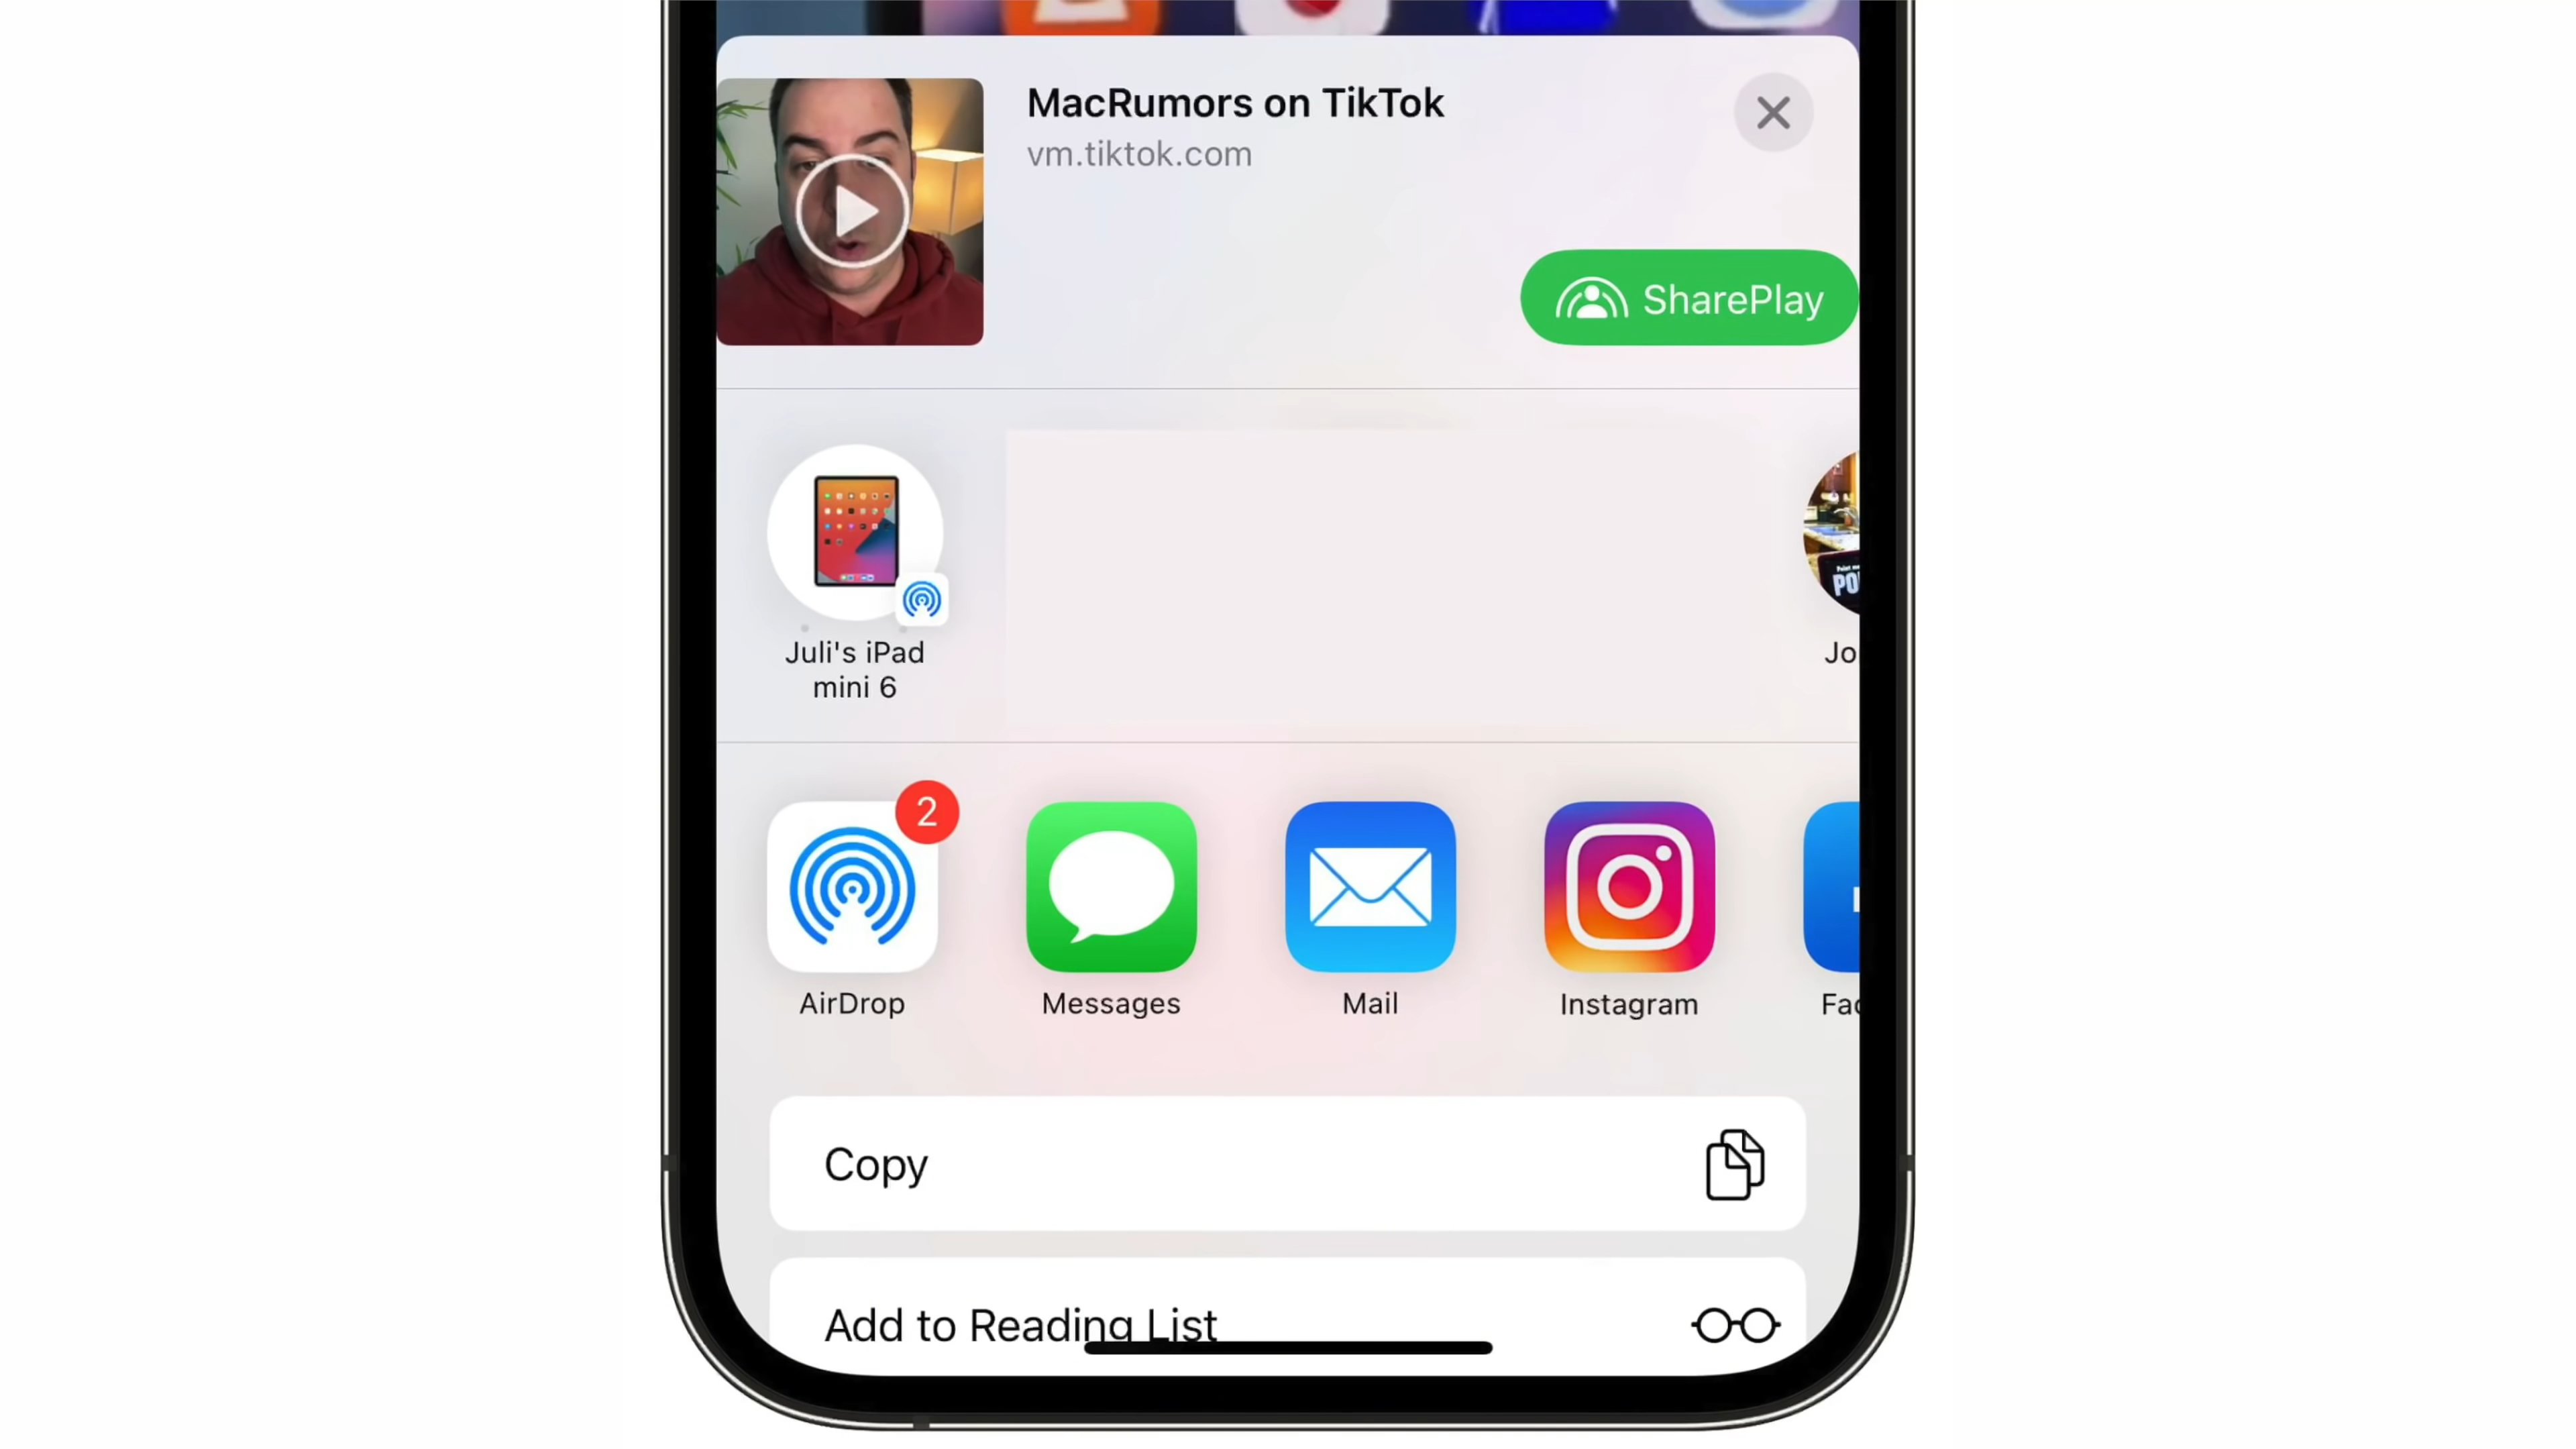 MacRumors on TikTok
vm.tiktok.com
SharePlay
Juli's iPad
mini 6
Jo
PO
2
AirDrop
Messages
Mail
Instagram
Fac
Copy
Add to Reading List